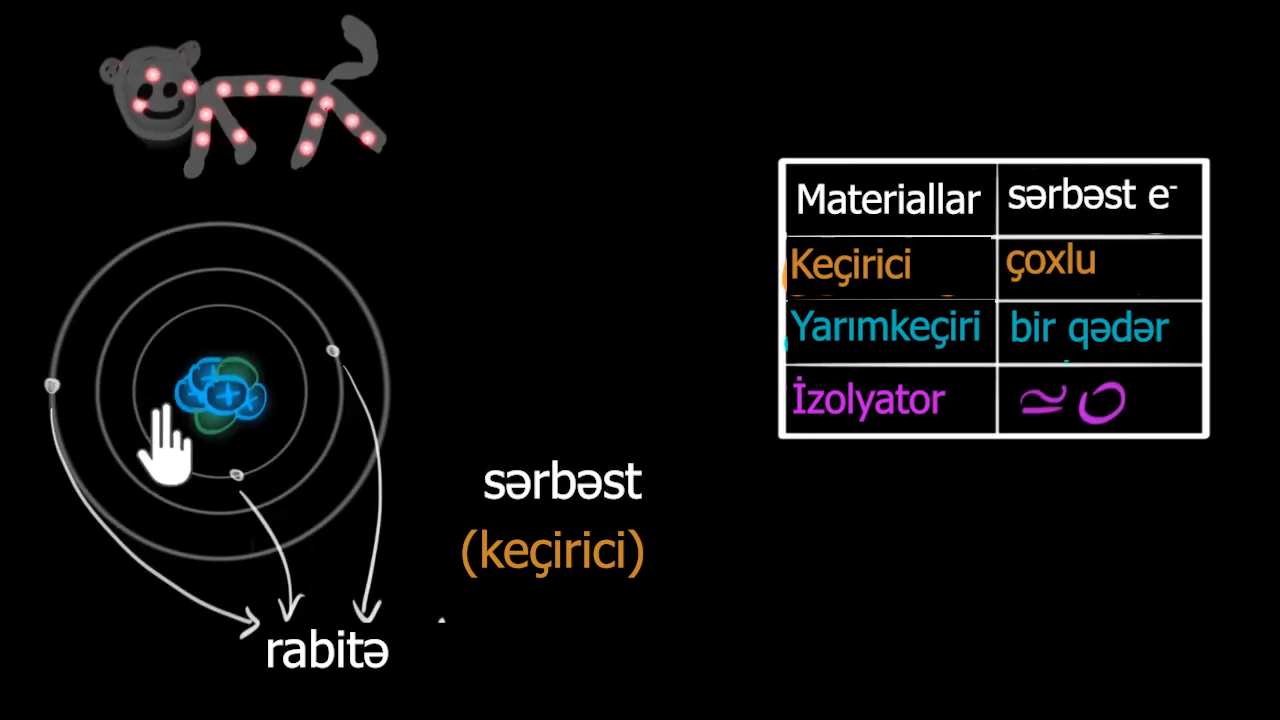 Materiallar sərbəst e⁻
Keçirici çoxlu
Yarımkeçiri bir qədər
İzolyator ≃ 0
sərbəst
(keçirici)
rabitə
+ + +